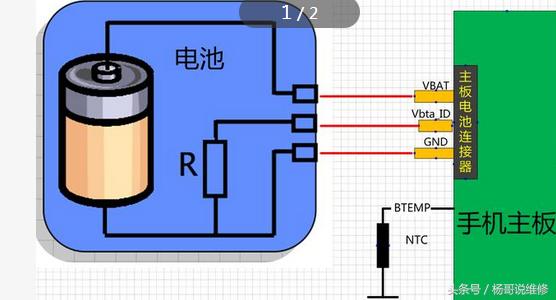 1 / 2
电池
R
VBAT
Vbta_ID
GND
主板电池连接器
BTEMP
NTC
手机主板
头条号 / 杨哥说维修